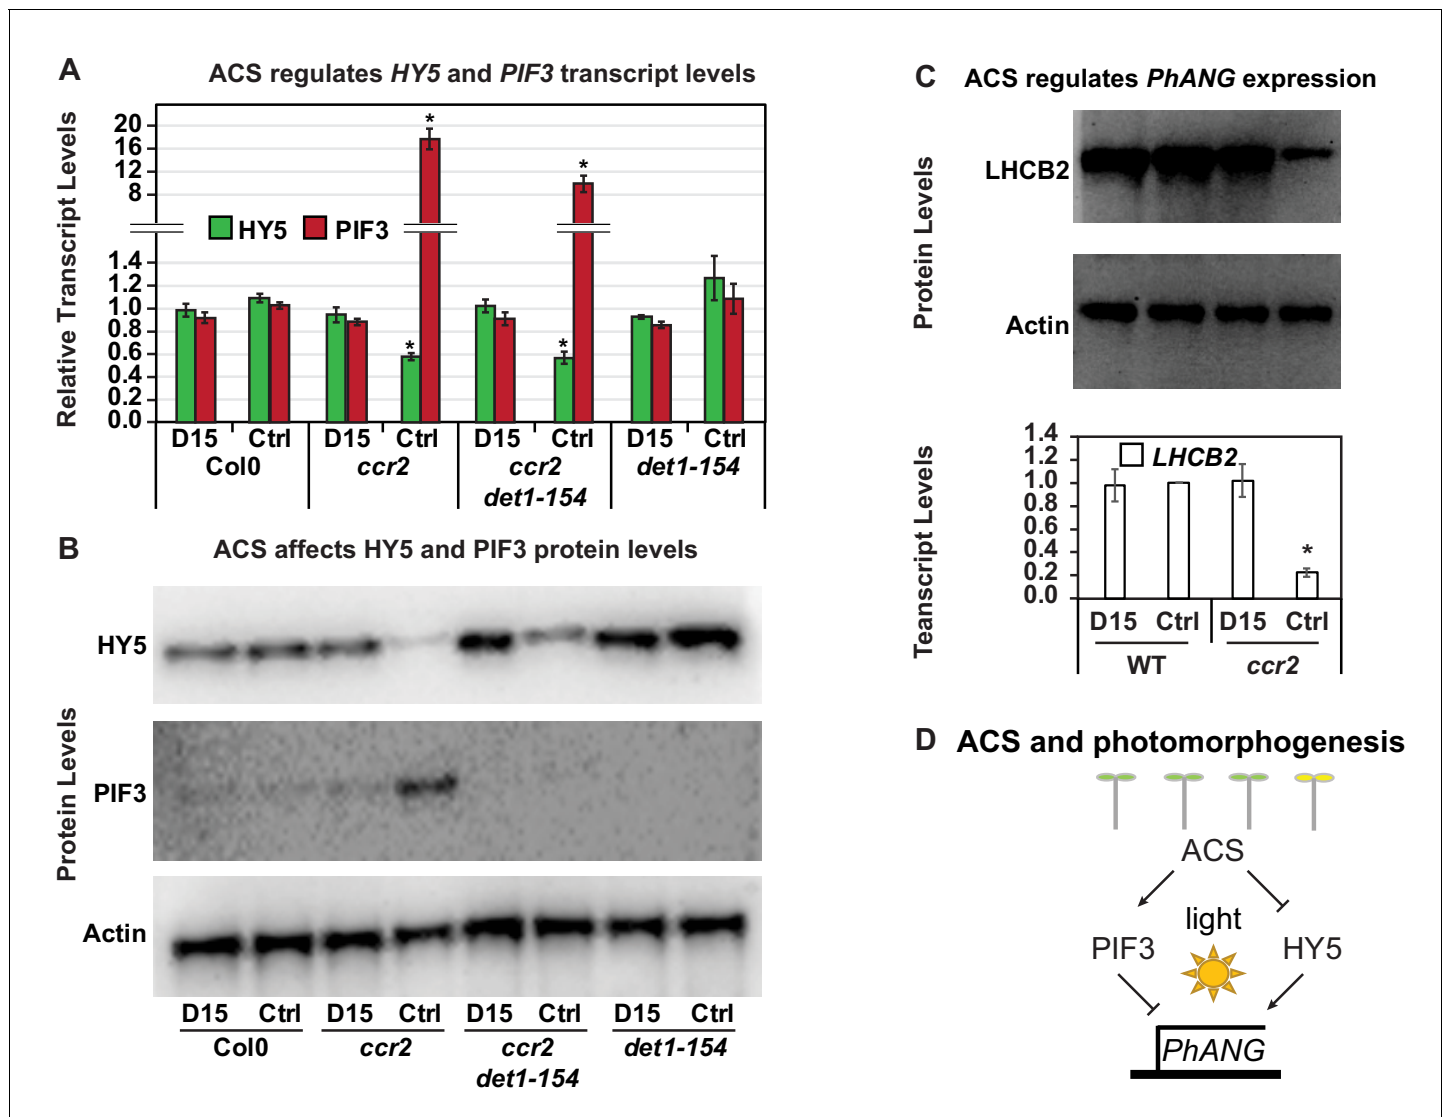 A
ACS regulates HY5 and PIF3 transcript levels
Relative Transcript Levels
20
16
12
8
HY5 PIF3
1.4
1.2
1.0
0.8
0.6
0.4
0.2
0.0
* * * *
D15 Ctrl D15 Ctrl D15 Ctrl D15 Ctrl
Col0 ccr2 ccr2 det1-154
det1-154
B
ACS affects HY5 and PIF3 protein levels
Protein Levels
HY5
PIF3
Actin
D15 Ctrl D15 Ctrl D15 Ctrl D15 Ctrl
Col0 ccr2 ccr2 det1-154
det1-154
C
ACS regulates PhANG expression
Protein Levels
LHCB2
Actin
Teanscript Levels
1.4
1.2
1.0
0.8
0.6
0.4
0.2
0.0
LHCB2
*
D15 Ctrl D15 Ctrl
WT ccr2
D
ACS and photomorphogenesis
ACS
light
PIF3 HY5
PhANG